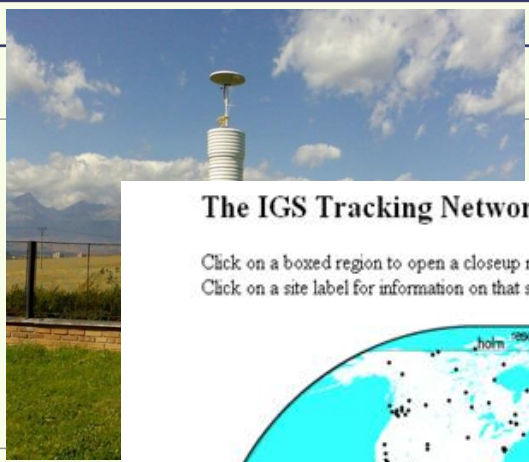 The IGS Tracking Networ
Click on a boxed region to open a closeup
Click on a site label for information on that s
holm